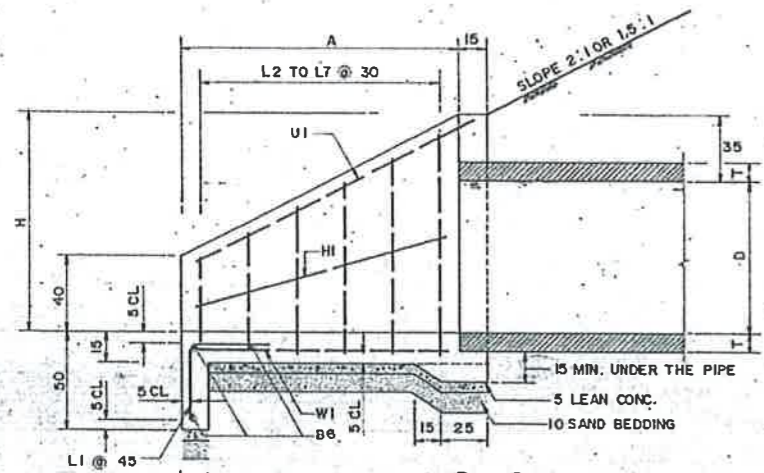 A
15
L2 TO L7 @ 30
SLOPE 2:1 OR 1.5:1
U1
35
T
H
D
H1
40
5 CL
15
T
50
15 MIN. UNDER THE PIPE
5 CL
5 CL
W1
5 CL
5 LEAN CONC.
B6
15
25
10 SAND BEDDING
L1 @ 45